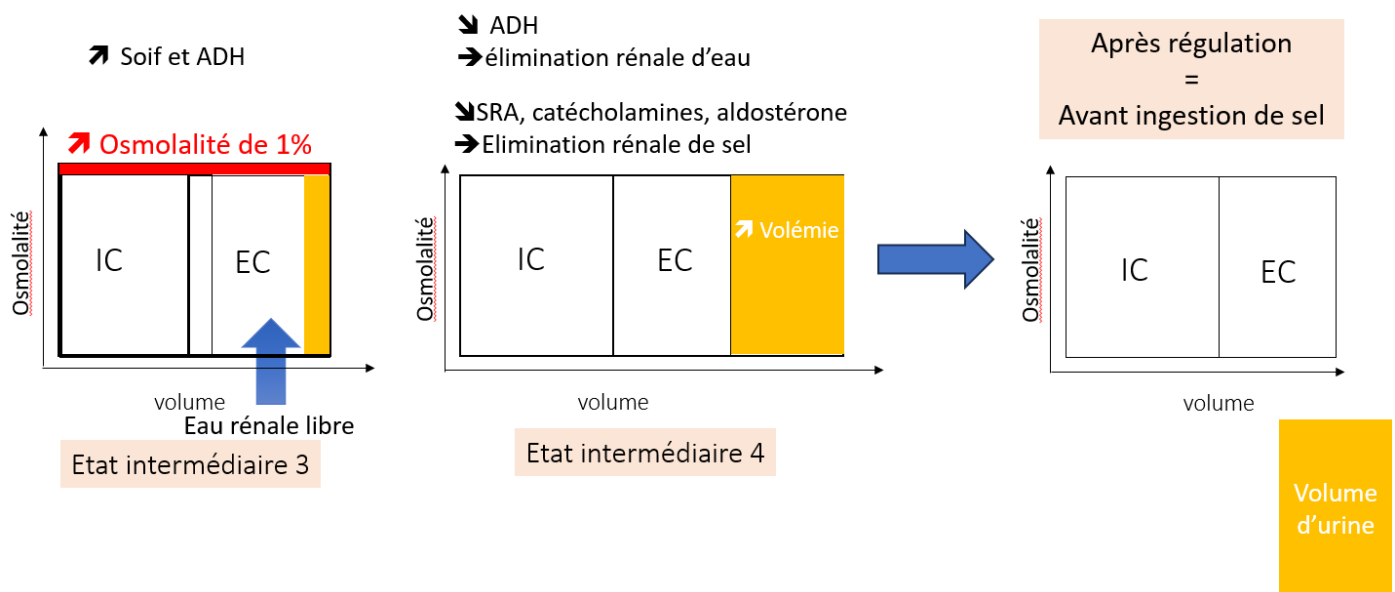 ↗ Soif et ADH
↗ Osmolalité de 1%
Osmolalité
IC
EC
volume
Eau rénale libre
Etat intermédiaire 3
↘ ADH
➔élimination rénale d'eau
↘SRA, catécholamines, aldostérone
➔Elimination rénale de sel
Osmolalité
IC
EC
↗ Volémie
volume
Etat intermédiaire 4
Après régulation
=
Avant ingestion de sel
Osmolalité
IC
EC
volume
Volume
d'urine